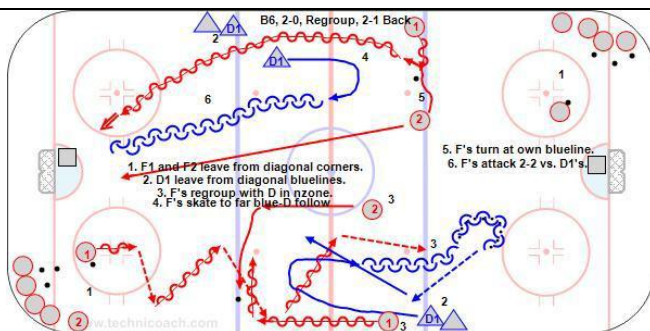 B6, 2-0, Regroup, 2-1 Back
D1
2
1
D1
4
1
6
5
2
1
1. F1 and F2 leave from diagonal corners.
2. D1 leave from diagonal bluelines.
3. F's regroup with D in nzone.
4. F's skate to far blue-D follow
5. F's turn at own blueline.
6. F's attack 2-2 vs. D1's.
3
2
1
3
1
2
2
www.technicoach.com
1
3
D1